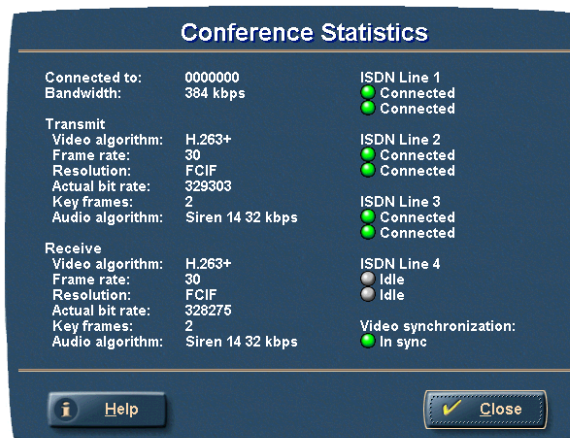 Conference Statistics
Connected to: 0000000
Bandwidth: 384 kbps
Transmit
Video algorithm: H.263+
Frame rate: 30
Resolution: FCIF
Actual bit rate: 329303
Key frames: 2
Audio algorithm: Siren 14 32 kbps
Receive
Video algorithm: H.263+
Frame rate: 30
Resolution: FCIF
Actual bit rate: 328275
Key frames: 2
Audio algorithm: Siren 14 32 kbps
ISDN Line 1
Connected
Connected
ISDN Line 2
Connected
Connected
ISDN Line 3
Connected
Connected
ISDN Line 4
Idle
Idle
Video synchronization:
In sync
Help
Close